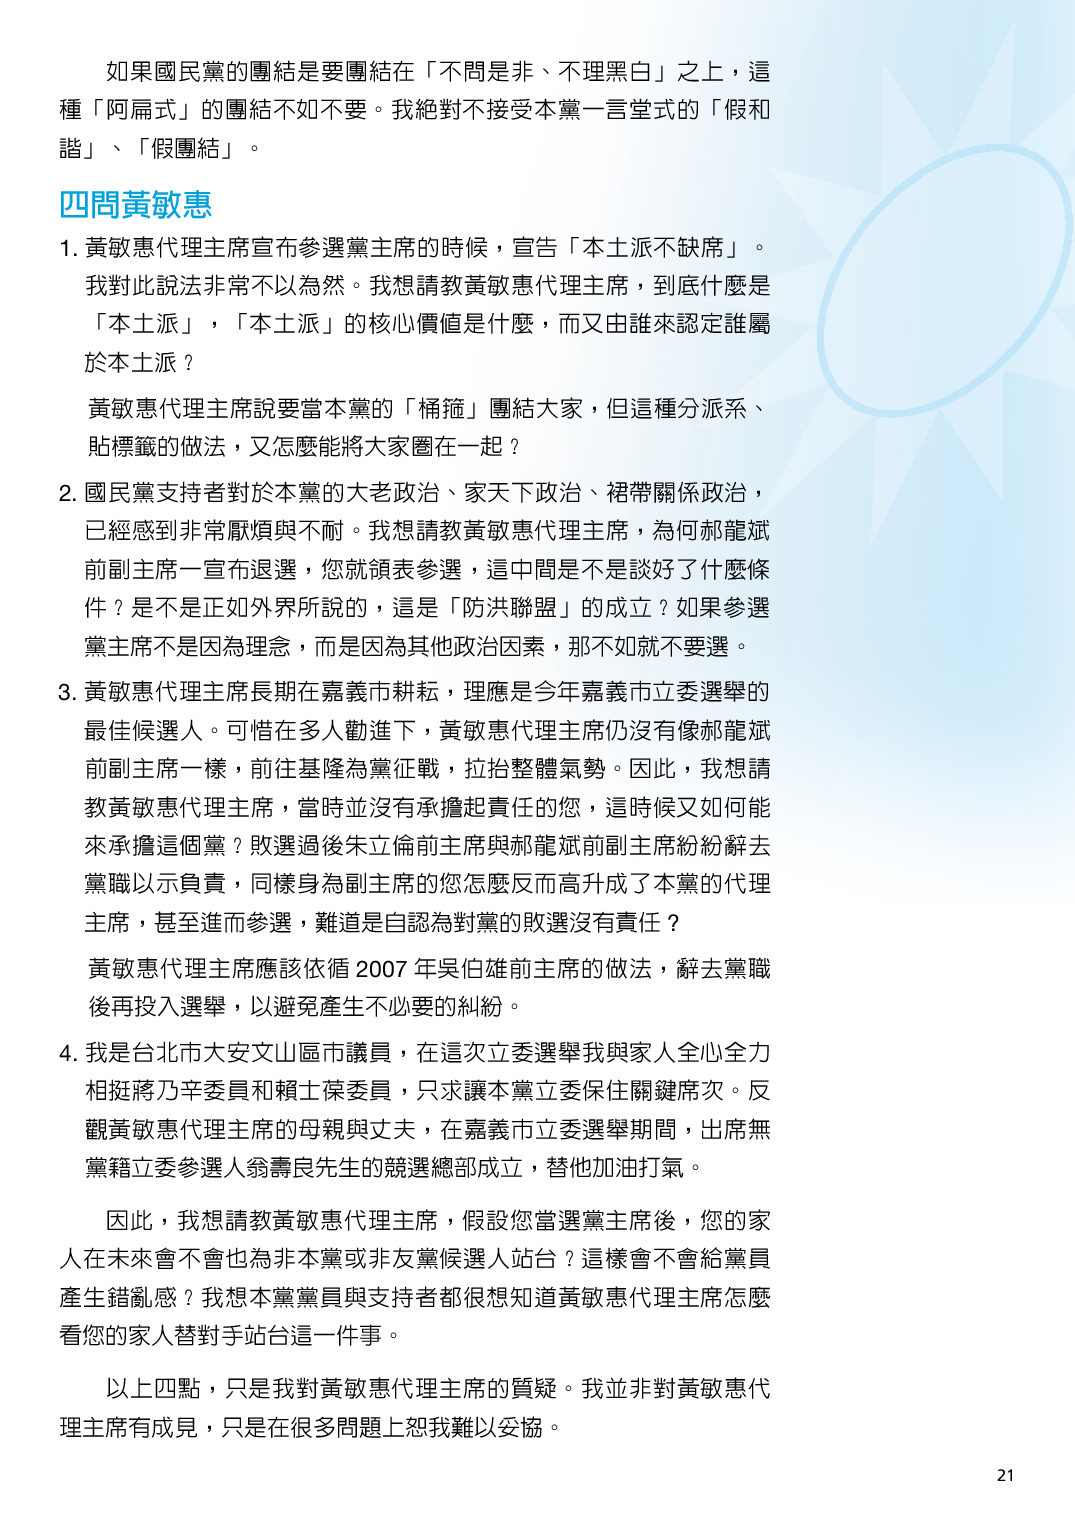 如果國民黨的團結是要團結在「不問是非、不理黑白」之上，這
種「阿扁式」的團結不如不要。我絕對不接受本黨一言堂式的「假和
諧」、「假團結」。
四問黃敏惠
1. 黃敏惠代理主席宣布參選黨主席的時候，宣告「本土派不缺席」。
我對此說法非常不以為然。我想請教黃敏惠代理主席，到底什麼是
「本土派」，「本土派」的核心價值是什麼，而又由誰來認定誰屬
於本土派？
黃敏惠代理主席說要當本黨的「桶箍」團結大家，但這種分派系、
貼標籤的做法，又怎麼能將大家圈在一起？
2. 國民黨支持者對於本黨的大老政治、家天下政治、裙帶關係政治，
已經感到非常厭煩與不耐。我想請教黃敏惠代理主席，為何郝龍斌
前副主席一宣布退選，您就領表參選，這中間是不是談好了什麼條
件？是不是正如外界所說的，這是「防洪聯盟」的成立？如果參選
黨主席不是因為理念，而是因為其他政治因素，那不如就不要選。
3. 黃敏惠代理主席長期在嘉義市耕耘，理應是今年嘉義市立委選舉的
最佳候選人。可惜在多人勸進下，黃敏惠代理主席仍沒有像郝龍斌
前副主席一樣，前往基隆為黨征戰，拉抬整體氣勢。因此，我想請
教黃敏惠代理主席，當時並沒有承擔起責任的您，這時候又如何能
來承擔這個黨？敗選過後朱立倫前主席與郝龍斌前副主席紛紛辭去
黨職以示負責，同樣身為副主席的您怎麼反而高升成了本黨的代理
主席，甚至進而參選，難道是自認為對黨的敗選沒有責任？
黃敏惠代理主席應該依循 2007 年吳伯雄前主席的做法，辭去黨職
後再投入選舉，以避免產生不必要的糾紛。
4. 我是台北市大安文山區市議員，在這次立委選舉我與家人全心全力
相挺蔣乃辛委員和賴士葆委員，只求讓本黨立委保住關鍵席次。反
觀黃敏惠代理主席的母親與丈夫，在嘉義市立委選舉期間，出席無
黨籍立委參選人翁壽良先生的競選總部成立，替他加油打氣。
因此，我想請教黃敏惠代理主席，假設您當選黨主席後，您的家
人在未來會不會也為非本黨或非友黨候選人站台？這樣會不會給黨員
產生錯亂感？我想本黨黨員與支持者都很想知道黃敏惠代理主席怎麼
看您的家人替對手站台這一件事。
以上四點，只是我對黃敏惠代理主席的質疑。我並非對黃敏惠代
理主席有成見，只是在很多問題上恕我難以妥協。
21